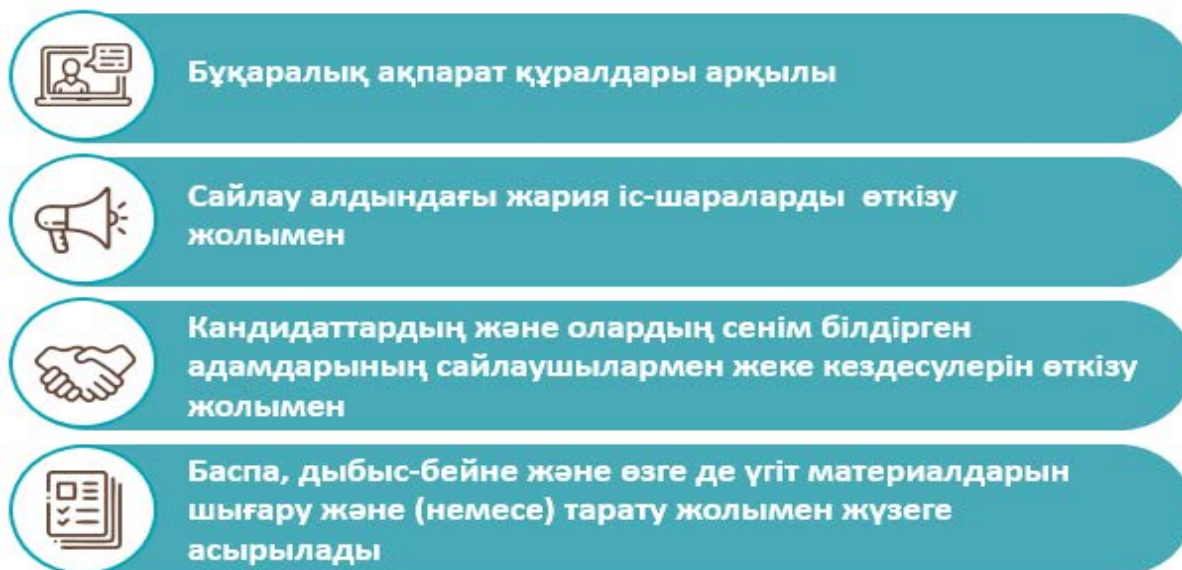 Бұқаралық ақпарат құралдары арқылы
Сайлау алдындағы жария іс-шараларды өткізу
жолымен
Кандидаттардың және олардың сенім білдірген
адамдарының сайлаушылармен жеке кездесулерін өткізу
жолымен
Баспа, дыбыс-бейне және өзге де үгіт материалдарын
шығару және (немесе) тарату жолымен жүзеге
асырылады